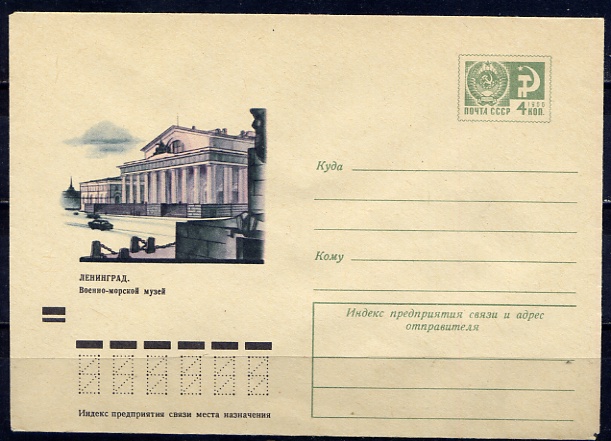 1966
ПОЧТА СССР 4 КОП.
Куда
Кому
ЛЕНИНГРАД.
Военно-морской музей
Индекс предприятия связи и адрес
отправителя
Индекс предприятия связи места назначения